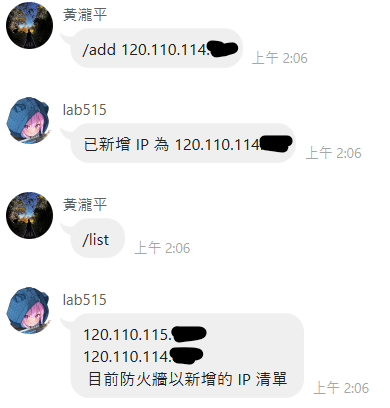 黃瀧平
/add 120.110.114.
上午 2:06
lab515
已新增 IP 為 120.110.114
上午 2:06
黃瀧平
/list
上午 2:06
lab515
120.110.115.
120.110.114.
目前防火牆以新增的 IP 清單
上午 2:06